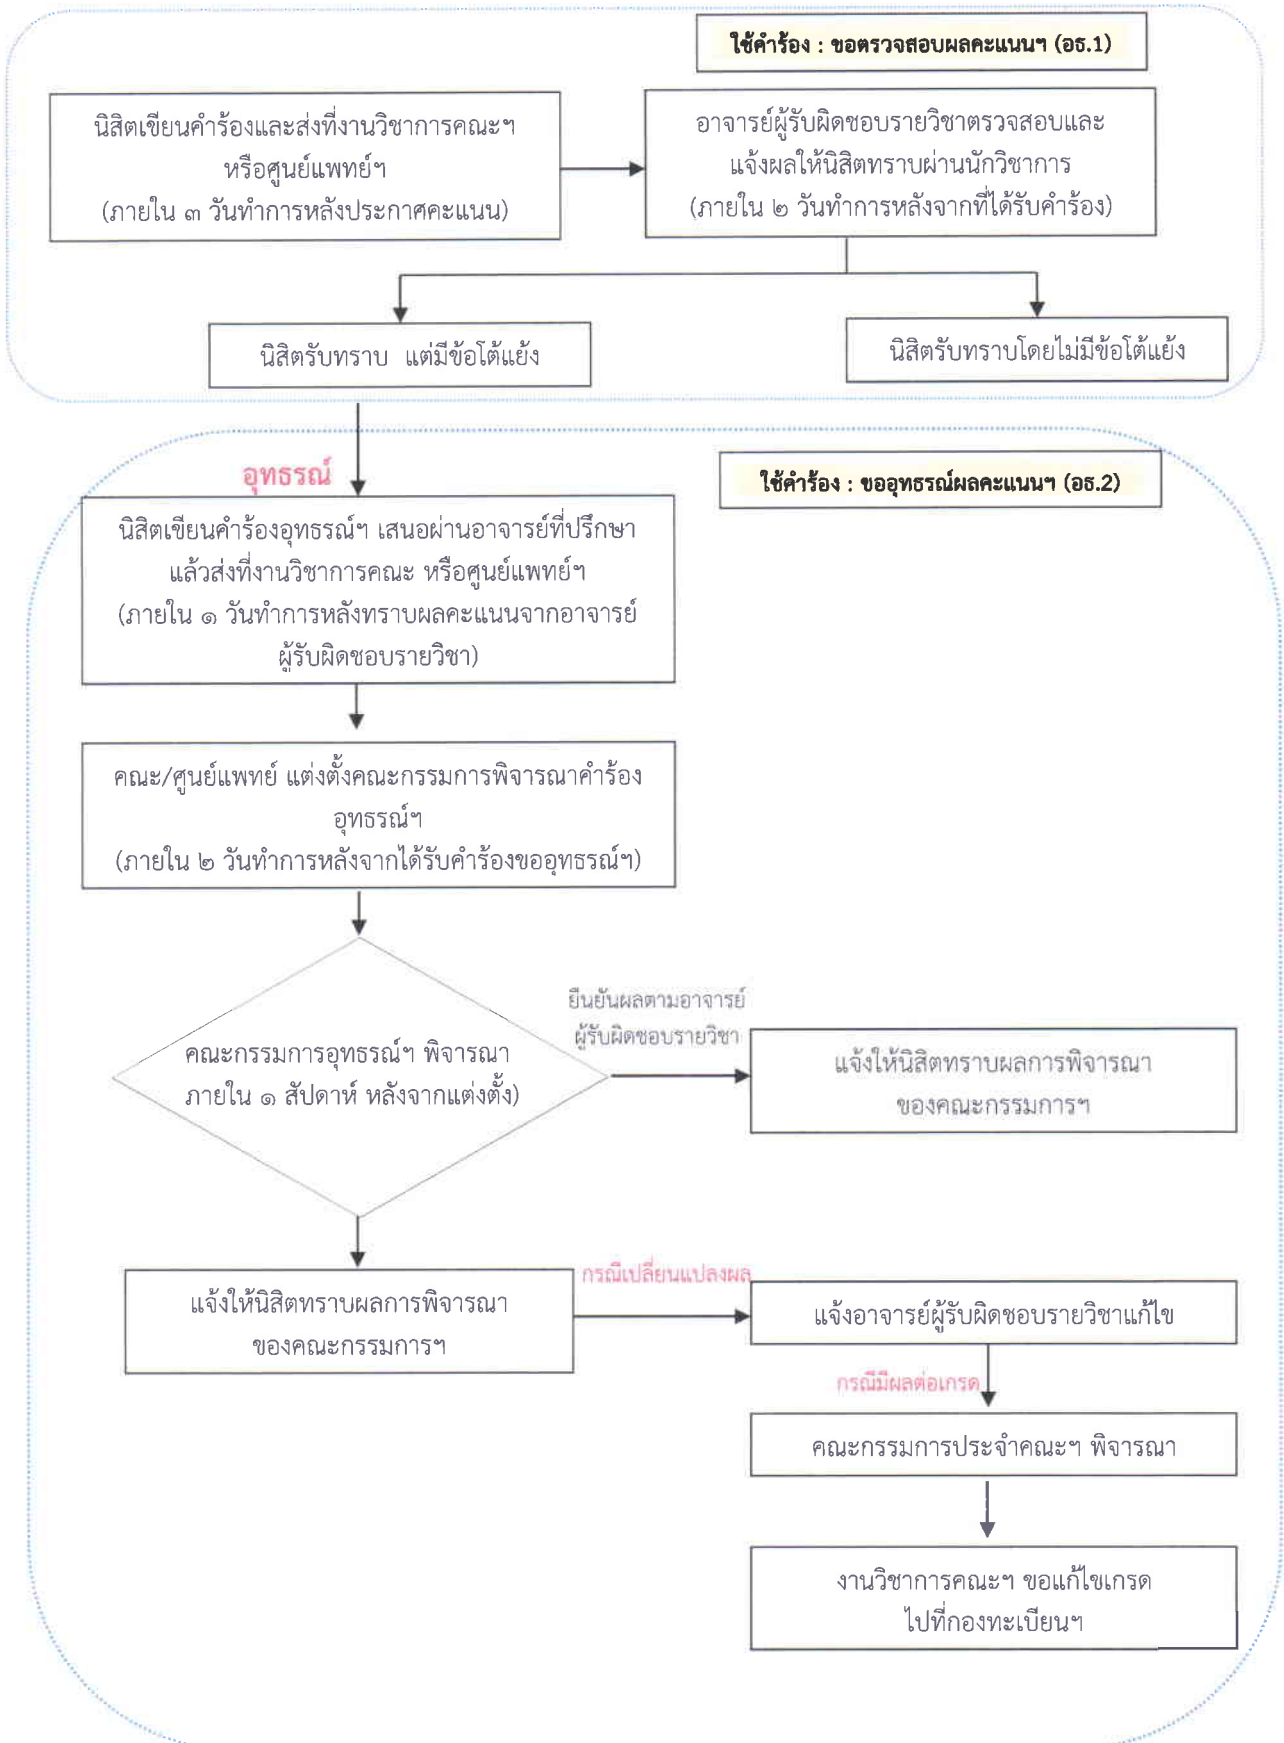 ใช้คำร้อง : ขอตรวจสอบผลคะแนนฯ (อธ.1)
นิสิตเขียนคำร้องและส่งที่งานวิชาการคณะฯ
หรือศูนย์แพทย์ฯ
(ภายใน ๓ วันทำการหลังประกาศคะแนน)
อาจารย์ผู้รับผิดชอบรายวิชาตรวจสอบและ
แจ้งผลให้นิสิตทราบผ่านนักวิชาการ
(ภายใน ๒ วันทำการหลังจากที่ได้รับคำร้อง)
นิสิตรับทราบ แต่มีข้อโต้แย้ง
นิสิตรับทราบโดยไม่มีข้อโต้แย้ง
อุทธรณ์
ใช้คำร้อง : ขออุทธรณ์ผลคะแนนฯ (อธ.2)
นิสิตเขียนคำร้องอุทธรณ์ฯ เสนอผ่านอาจารย์ที่ปรึกษา
แล้วส่งที่งานวิชาการคณะ หรือศูนย์แพทย์ฯ
(ภายใน ๑ วันทำการหลังทราบผลคะแนนจากอาจารย์
ผู้รับผิดชอบรายวิชา)
คณะ/ศูนย์แพทย์ แต่งตั้งคณะกรรมการพิจารณาคำร้อง
อุทธรณ์ฯ
(ภายใน ๒ วันทำการหลังจากได้รับคำร้องขออุทธรณ์ฯ)
คณะกรรมการอุทธรณ์ฯ พิจารณา
ภายใน ๑ สัปดาห์ หลังจากแต่งตั้ง)
ยืนยันผลตามอาจารย์
ผู้รับผิดชอบรายวิชา
แจ้งให้นิสิตทราบผลการพิจารณา
ของคณะกรรมการฯ
แจ้งให้นิสิตทราบผลการพิจารณา
ของคณะกรรมการฯ
กรณีเปลี่ยนแปลงผล
แจ้งอาจารย์ผู้รับผิดชอบรายวิชาแก้ไข
กรณีมีผลต่อเกรด
คณะกรรมการประจำคณะฯ พิจารณา
งานวิชาการคณะฯ ขอแก้ไขเกรด
ไปที่กองทะเบียนฯ